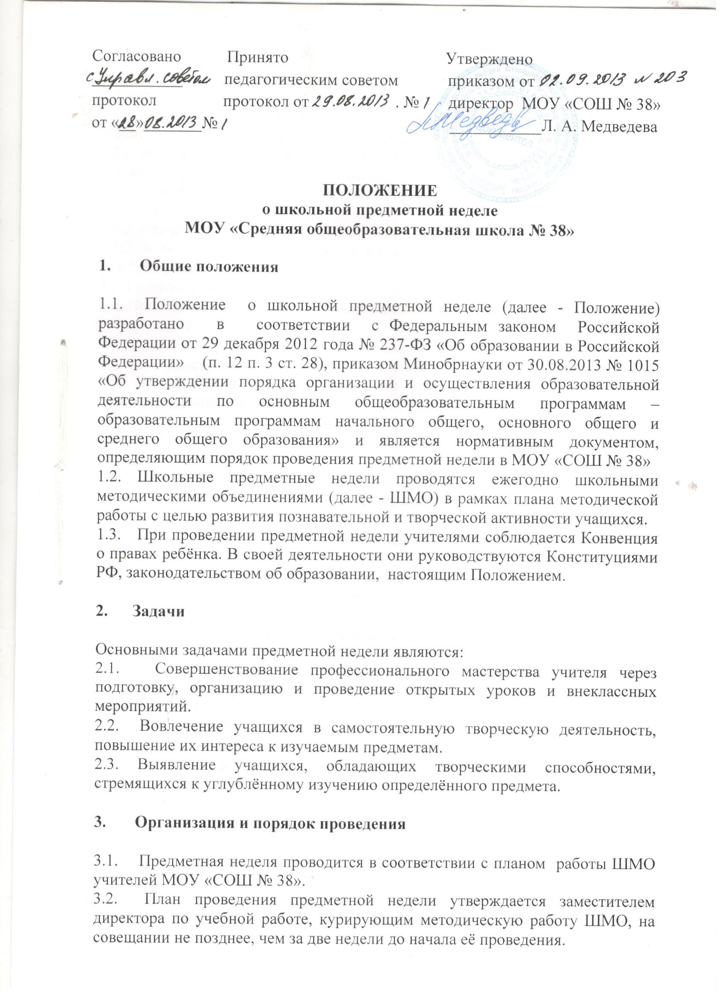 Согласовано Принято Утверждено
с Управл. советом педагогическим советом приказом от 02.09.2013 № 203
протокол протокол от 29.08.2013 . № 1 директор МОУ «СОШ № 38»
от «28» 08.2013 № 1 Л. А. Медведева
документов
ПОЛОЖЕНИЕ
о школьной предметной неделе
МОУ «Средняя общеобразовательная школа № 38»
1. Общие положения
1.1. Положение о школьной предметной неделе (далее - Положение)
разработано в соответствии с Федеральным законом Российской
Федерации от 29 декабря 2012 года № 237-ФЗ «Об образовании в Российской
Федерации» (п. 12 п. 3 ст. 28), приказом Минобрнауки от 30.08.2013 № 1015
«Об утверждении порядка организации и осуществления образовательной
деятельности по основным общеобразовательным программам –
образовательным программам начального общего, основного общего и
среднего общего образования» и является нормативным документом,
определяющим порядок проведения предметной недели в МОУ «СОШ № 38»
1.2. Школьные предметные недели проводятся ежегодно школьными
методическими объединениями (далее - ШМО) в рамках плана методической
работы с целью развития познавательной и творческой активности учащихся.
1.3. При проведении предметной недели учителями соблюдается Конвенция
о правах ребёнка. В своей деятельности они руководствуются Конституциями
РФ, законодательством об образовании, настоящим Положением.
2. Задачи
Основными задачами предметной недели являются:
2.1. Совершенствование профессионального мастерства учителя через
подготовку, организацию и проведение открытых уроков и внеклассных
мероприятий.
2.2. Вовлечение учащихся в самостоятельную творческую деятельность,
повышение их интереса к изучаемым предметам.
2.3. Выявление учащихся, обладающих творческими способностями,
стремящихся к углублённому изучению определённого предмета.
3. Организация и порядок проведения
3.1. Предметная неделя проводится в соответствии с планом работы ШМО
учителей МОУ «СОШ № 38».
3.2. План проведения предметной недели утверждается заместителем
директора по учебной работе, курирующим методическую работу ШМО, на
совещании не позднее, чем за две недели до начала её проведения.